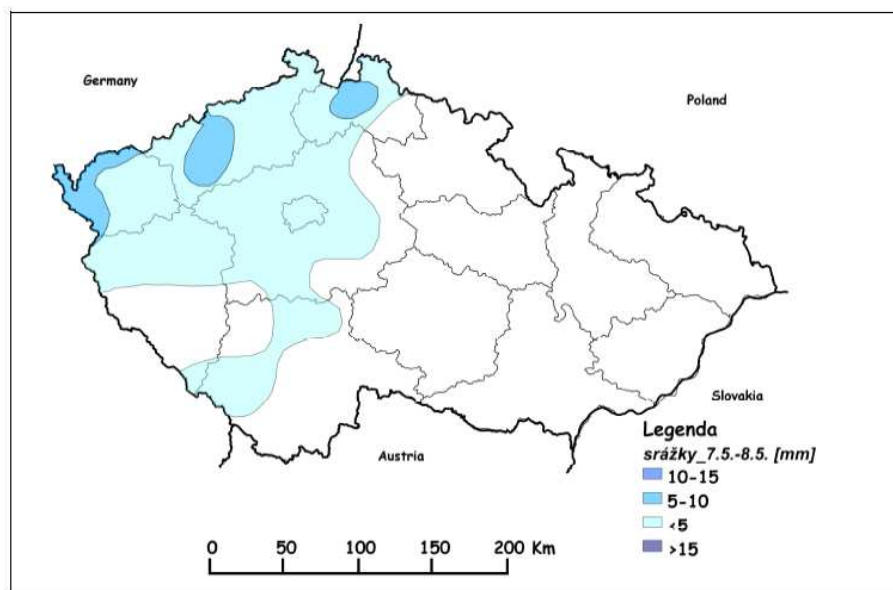 Germany
Poland
Slovakia
Austria
Legenda
srážky_7.5.-8.5. [mm]
10-15
5-10
<5
>15
0 50 100 150 200 Km